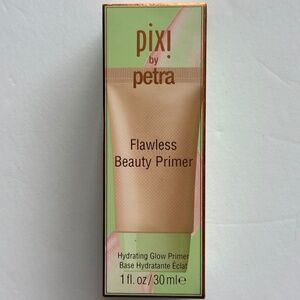 pixi
by
petra
Flawless
Beauty Primer
Hydrating Glow Primer
Base Hydratante Éclat
1 fl. oz/30 ml e